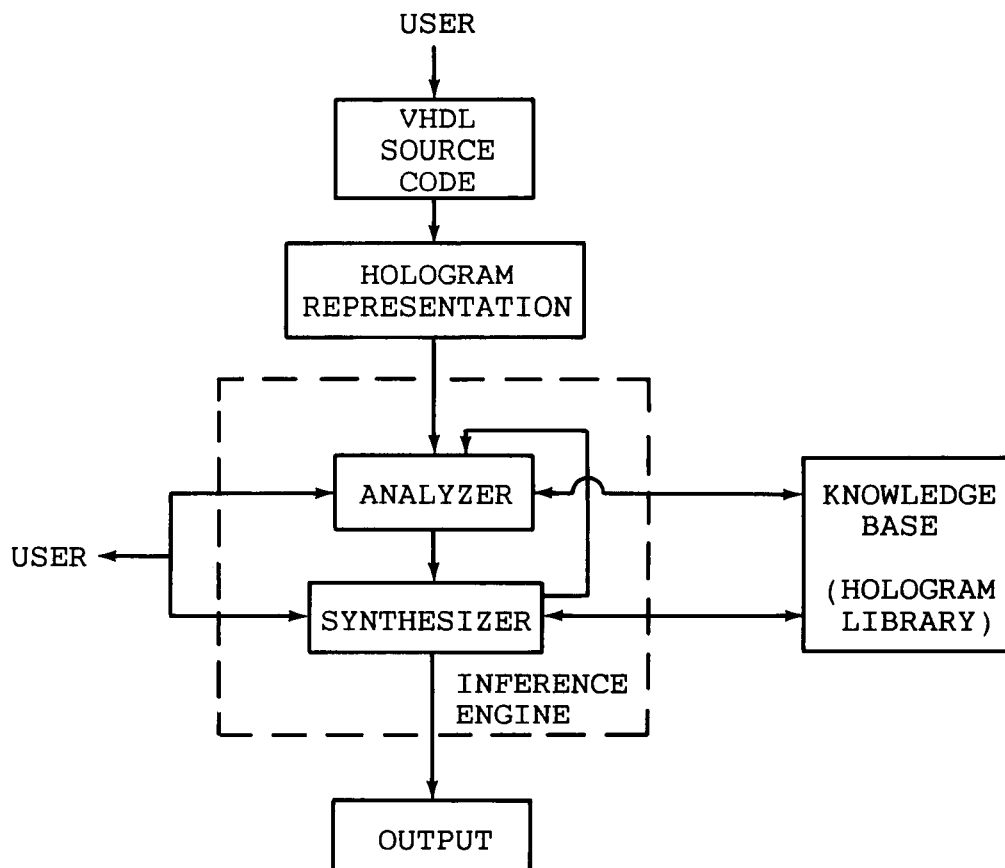 USER
VHDL
SOURCE
CODE
HOLOGRAM
REPRESENTATION
ANALYZER
KNOWLEDGE
BASE
(HOLOGRAM
LIBRARY)
USER
SYNTHESIZER
INFERENCE
ENGINE
OUTPUT